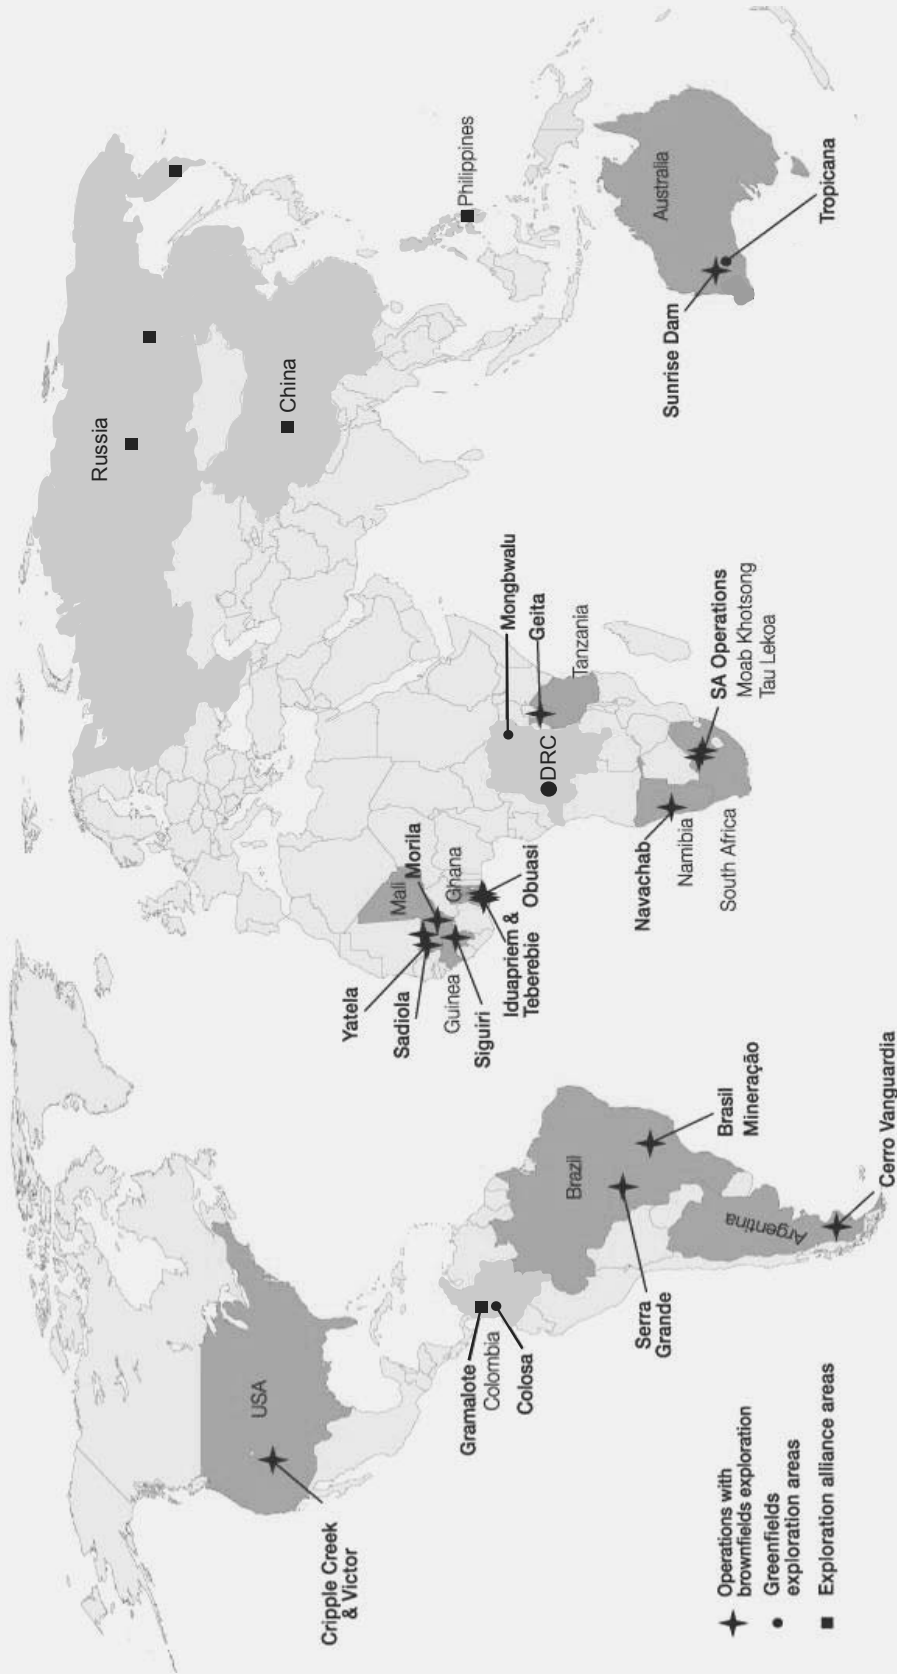 Russia
China
Philippines
Australia
Tropicana
Sunrise Dam
Mongbwalu
Geita
Tanzania
DRC
SA Operations
Moab Khotsong
Tau Lekoa
Navachab
Namibia
South Africa
Mali
Morila
Ghana
Obuasi
Iduapriem &
Teberebie
Yatela
Sadiola
Guinea
Siguiri
USA
Cripple Creek
& Victor
Gramalote
Colombia
Colosa
Brazil
Brasil
Mineração
Serra
Grande
Argentina
Cerro Vanguardia
Operations with
brownfields exploration
Greenfields
exploration areas
Exploration alliance areas